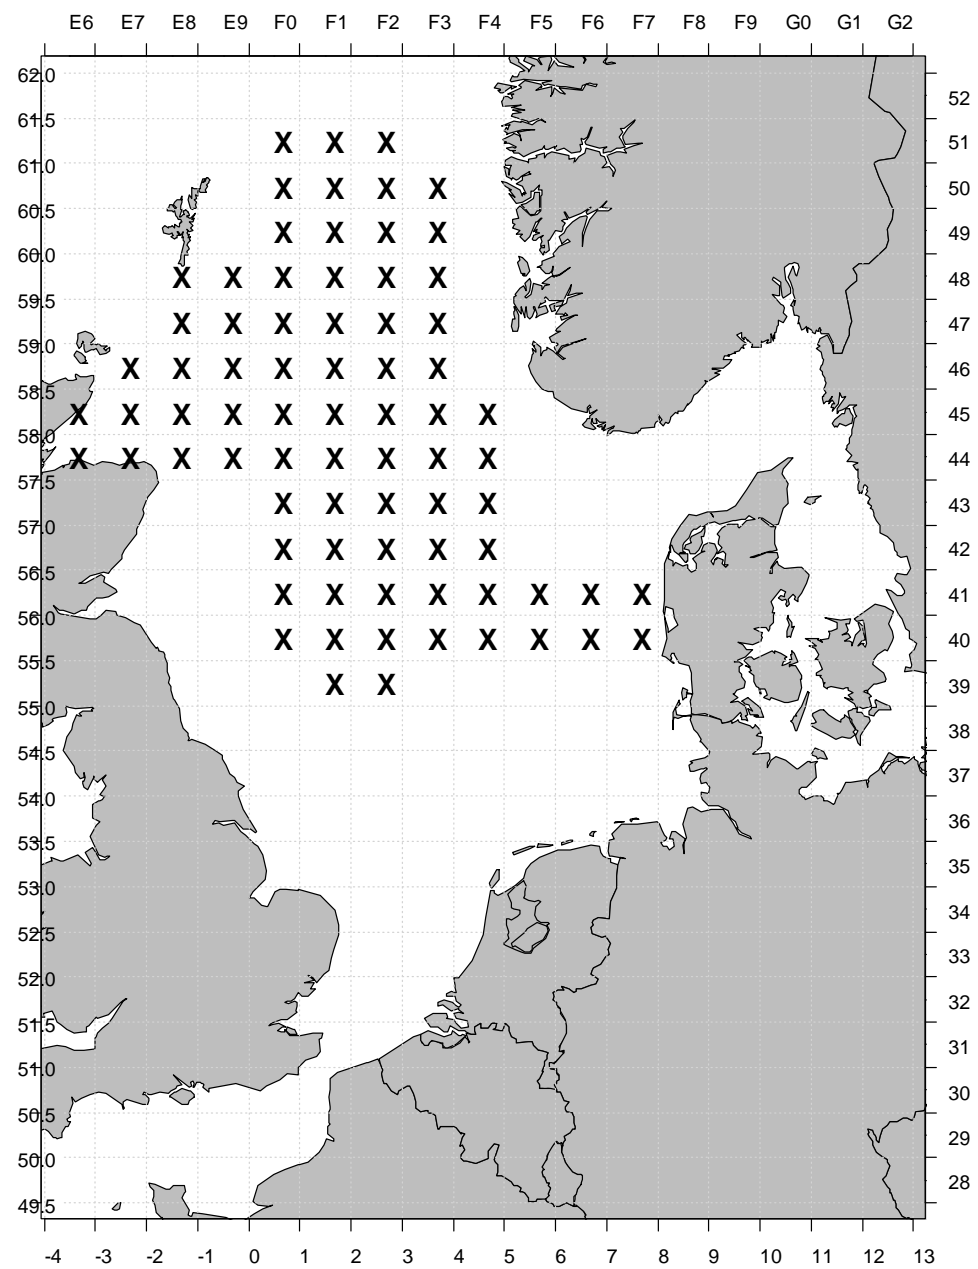 E6 E7 E8 E9 F0 F1 F2 F3 F4 F5 F6 F7 F8 F9 G0 G1 G2
62.0
52
61.5
X X X 51
61.0
X X X X 50
60.5
X X X X 49
60.0
X X X X X X 48
59.5
X X X X X X 47
59.0
X X X X X X X 46
58.5
X X X X X X X X X 45
58.0
X X X X X X X X X 44
57.5
X X X X X 43
57.0
X X X X X 42
56.5
X X X X X X X X 41
56.0
X X X X X X X X 40
55.5
X X 39
55.0
38
54.5
37
54.0
36
53.5
35
53.0
34
52.5
33
52.0
32
51.5
31
51.0
30
50.5
29
50.0
28
49.5
-4 -3 -2 -1 0 1 2 3 4 5 6 7 8 9 10 11 12 13